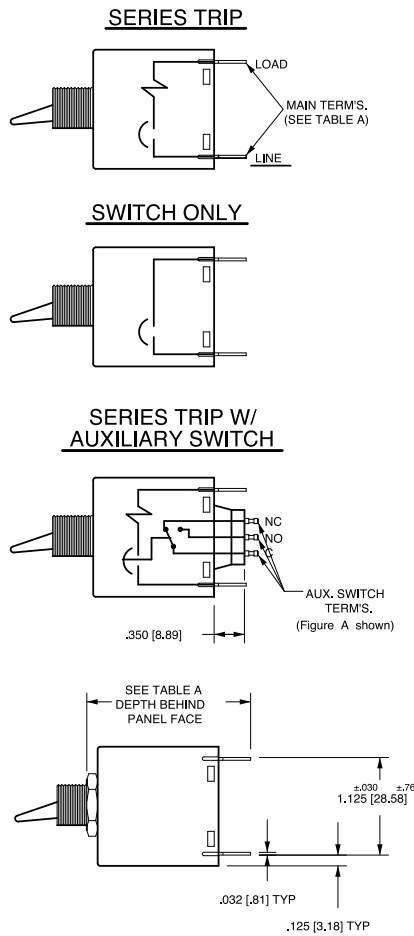 SERIES TRIP
LOAD
MAIN TERM'S.
(SEE TABLE A)
LINE
SWITCH ONLY
SERIES TRIP W/
AUXILIARY SWITCH
NC
NO
C
AUX. SWITCH
TERM'S.
(Figure A shown)
.350 [8.89]
SEE TABLE A
DEPTH BEHIND
PANEL FACE
±.030 ±.76
1.125 [28.58]
.032 [.81] TYP
.125 [3.18] TYP